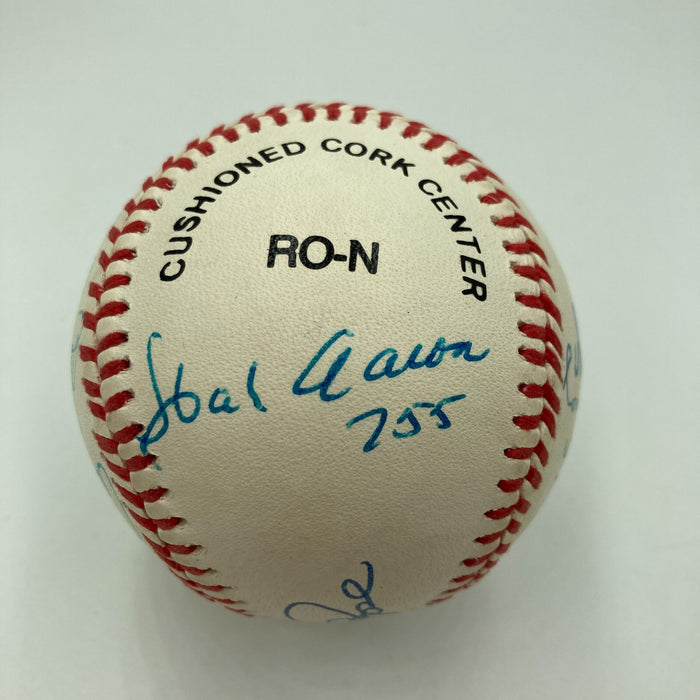 CUSHIONED CORK CENTER
RO-N
Hank Aaron
755